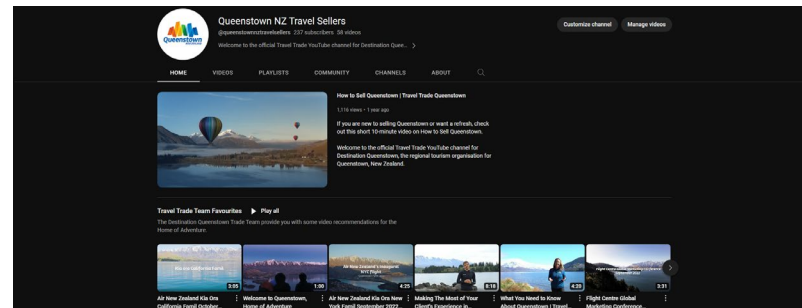 Queenstown NZ Travel Sellers
@queenstownnztravelsellers 237 subscribers 58 videos
Welcome to the official Travel Trade YouTube channel for Destination Quee...
Customize channel
Manage videos
Queenstown
HOME VIDEOS PLAYLISTS COMMUNITY CHANNELS ABOUT
How to Sell Queenstown | Travel Trade Queenstown
1,116 views • 1 year ago
If you are new to selling Queenstown or want a refresh, check
out this short 10-minute video on How to Sell Queenstown.
Welcome to the official Travel Trade YouTube channel for
Destination Queenstown, the regional tourism organisation for
Queenstown, New Zealand.
Travel Trade Team Favourites Play all
The Destination Queenstown Trade Team provide you with some video recommendations for the
Home of Adventure.
3:05
1:00
4:25
8:18
4:20
3:31
Air New Zealand Kia Ora
California Famil October...
Welcome to Queenstown,
Home of Adventure
Air New Zealand Kia Ora New
York Famil September 2022...
Making The Most of Your
Client's Experience in...
What You Need to Know
About Queenstown | Travel...
Flight Centre Global
Marketing Conference...